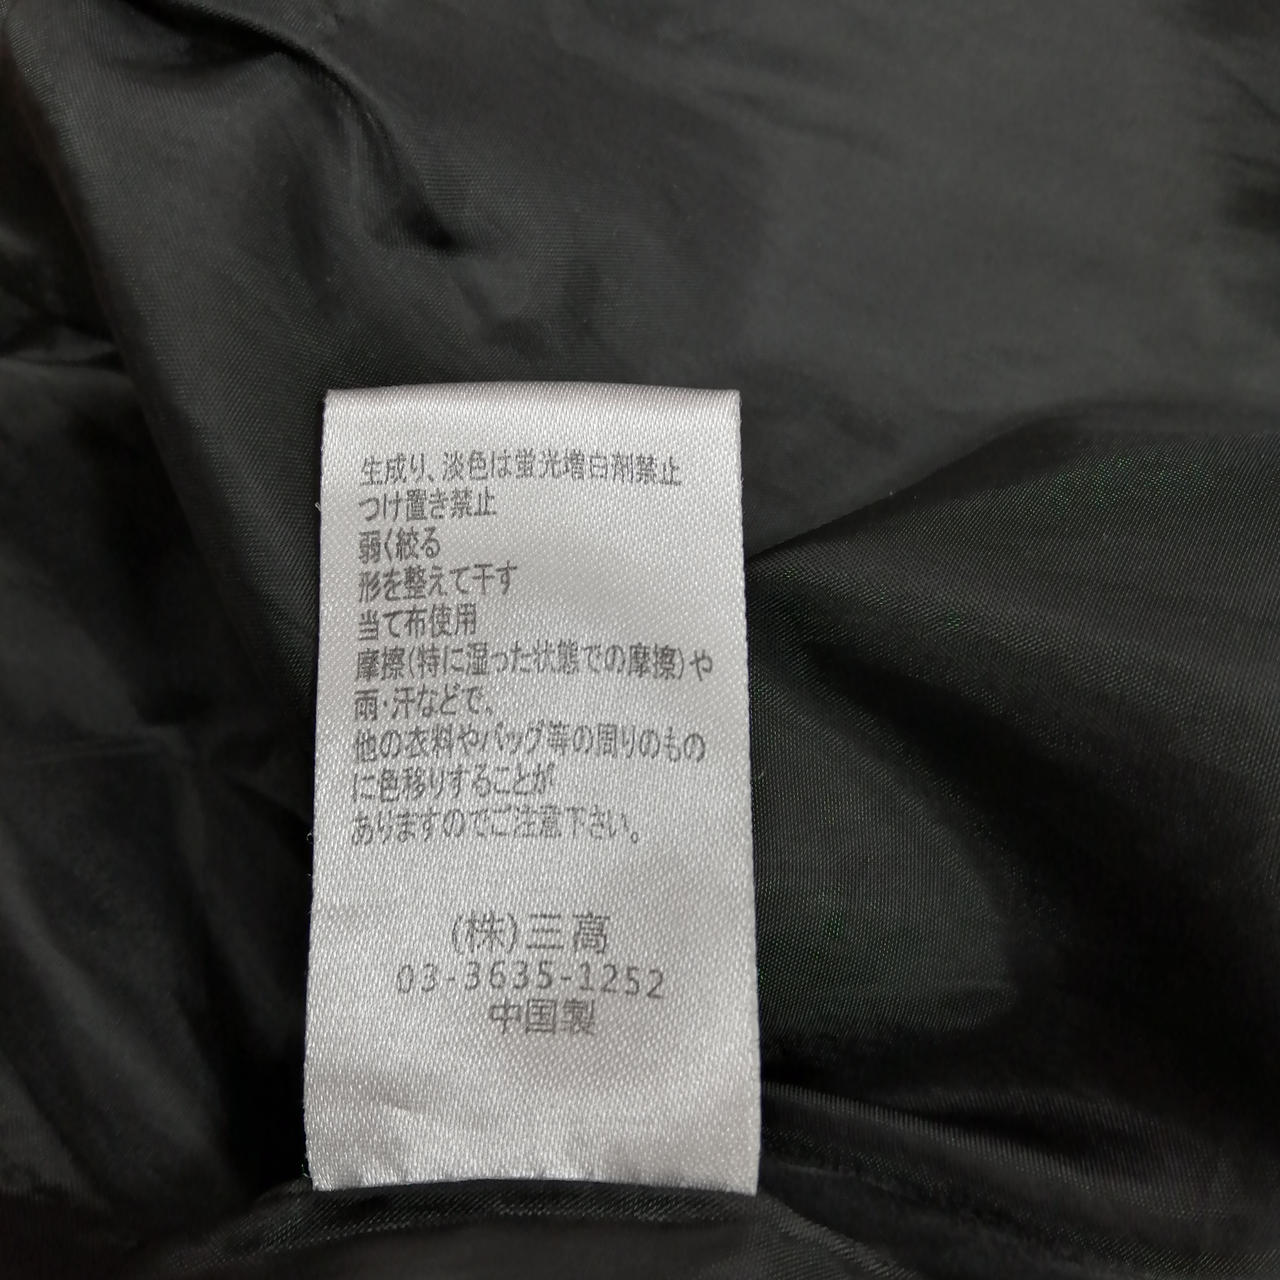 生成り、淡色は蛍光増白剤禁止
つけ置き禁止
弱く絞る
形を整えて干す
当て布使用
摩擦(特に湿った状態での摩擦)や
雨・汗などで、
他の衣料やバッグ等の周りのもの
に色移りすることが
ありますのでご注意下さい。
(株)三高
03-3635-1252
中国製